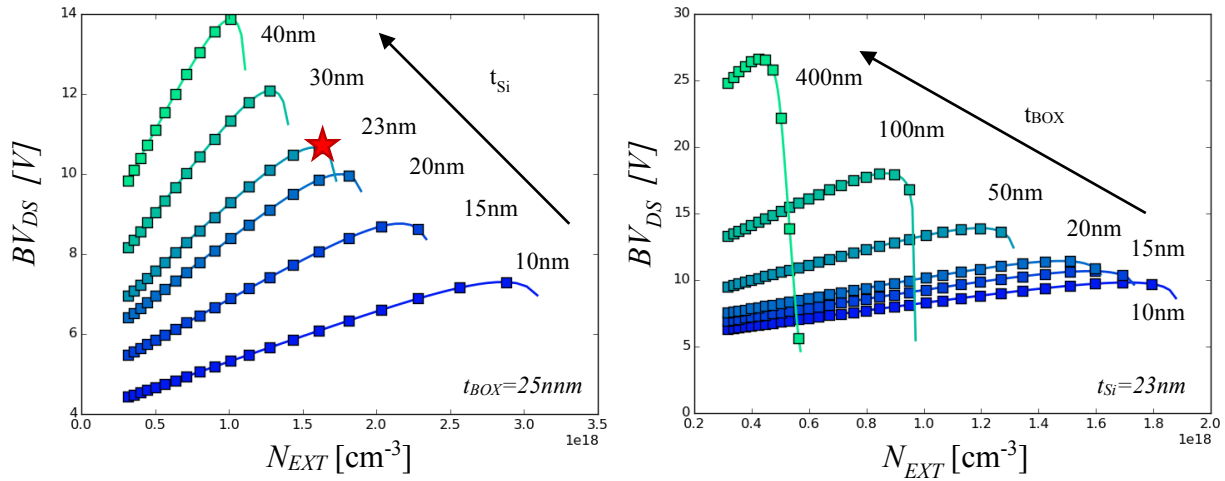 14
12
10
8
6
4
BV_DS [V]
40nm
30nm
23nm
20nm
15nm
10nm
t_Si
t_BOX=25nnm
0.0
0.5
1.0
1.5
2.0
2.5
3.0
3.5
1e18
N_EXT [cm-3]
30
25
20
15
10
5
0
BV_DS [V]
400nm
100nm
50nm
20nm
15nm
10nm
t_BOX
t_Si=23nm
0.2
0.4
0.6
0.8
1.0
1.2
1.4
1.6
1.8
2.0
1e18
N_EXT [cm-3]